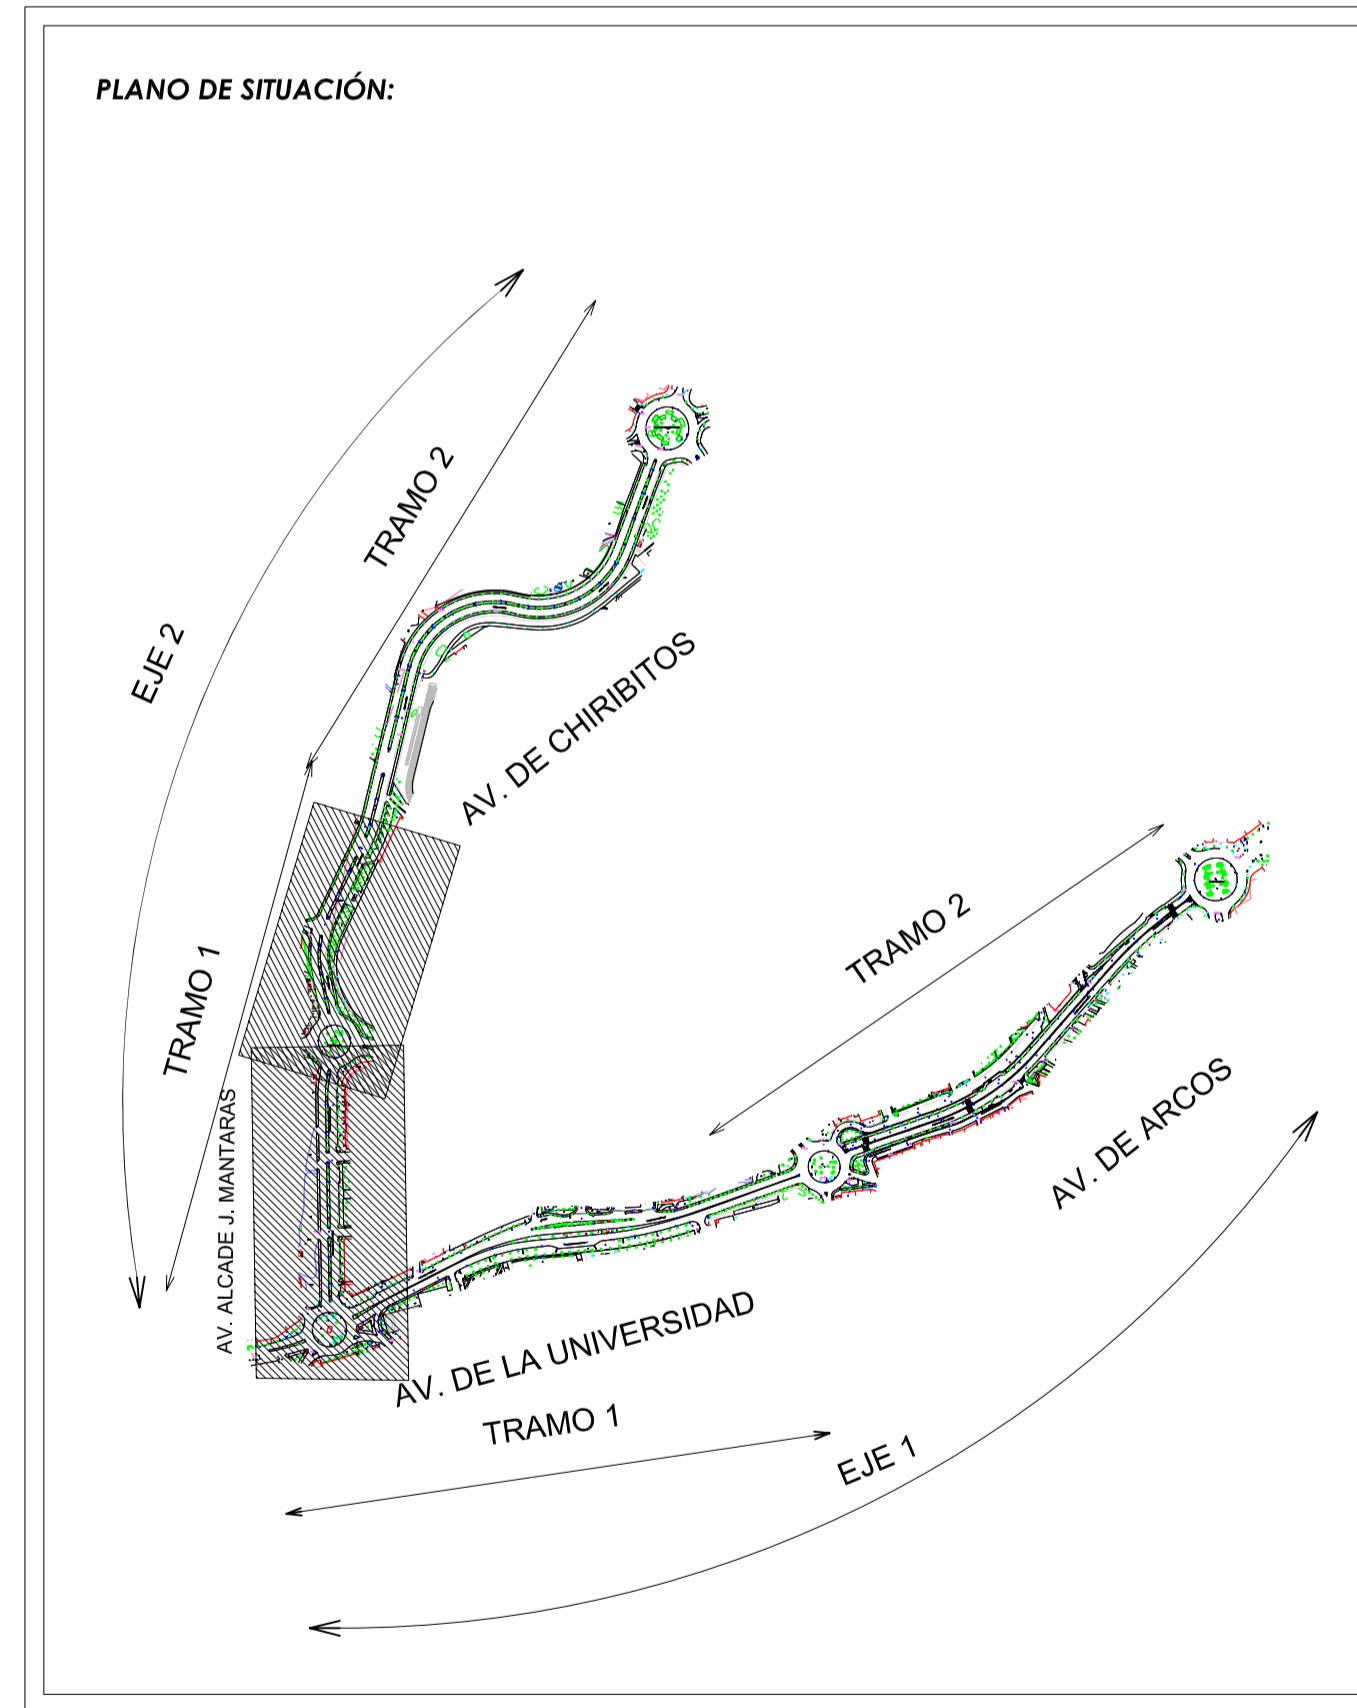 PLANO DE SITUACIÓN:
TRAMO 2
EJE 2
AV. DE CHIRIBITOS
TRAMO 1
TRAMO 2
AV. ALCADE J. MANTARAS
AV. DE ARCOS
AV. DE LA UNIVERSIDAD
TRAMO 1
EJE 1